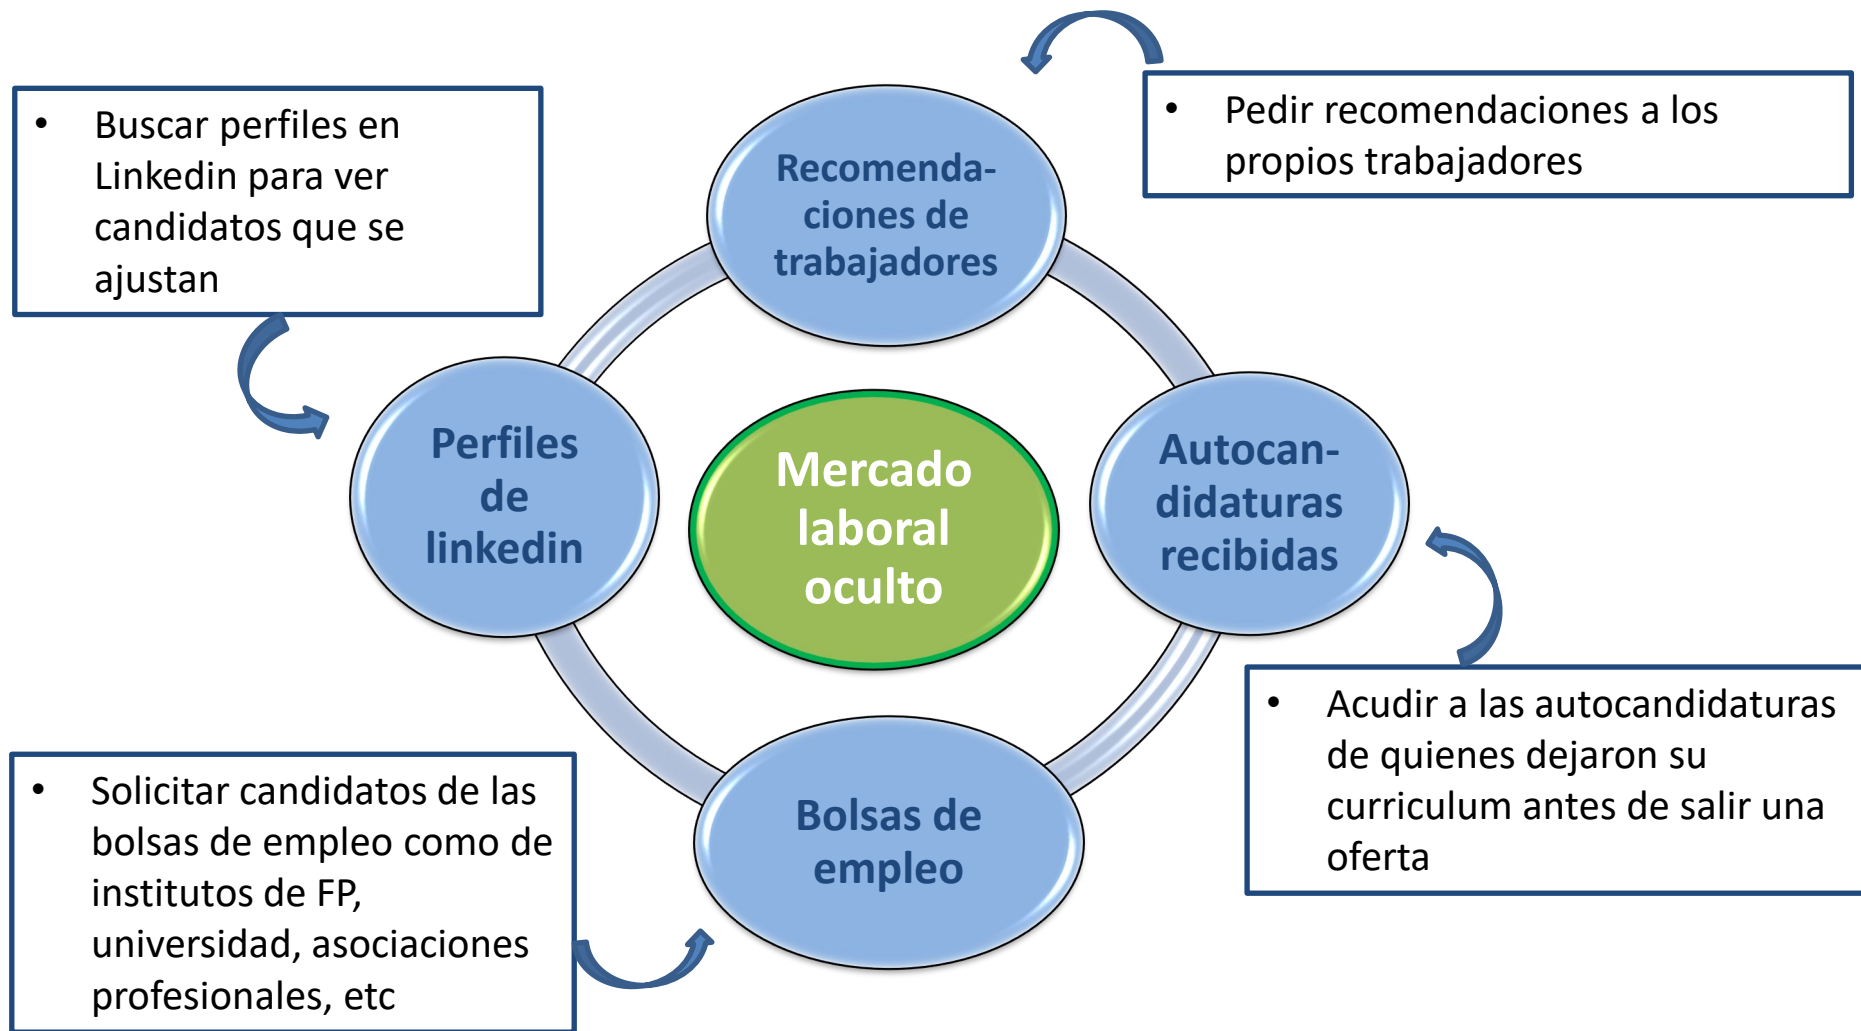 • Buscar perfiles en
Linkedin para ver
candidatos que se
ajustan
• Pedir recomendaciones a los
propios trabajadores
Recomenda-
ciones de
trabajadores
Perfiles
de
linkedin
Mercado
laboral
oculto
Autocan-
didaturas
recibidas
Bolsas de
empleo
• Solicitar candidatos de las
bolsas de empleo como de
institutos de FP,
universidad, asociaciones
profesionales, etc
• Acudir a las autocandidaturas
de quienes dejaron su
curriculum antes de salir una
oferta